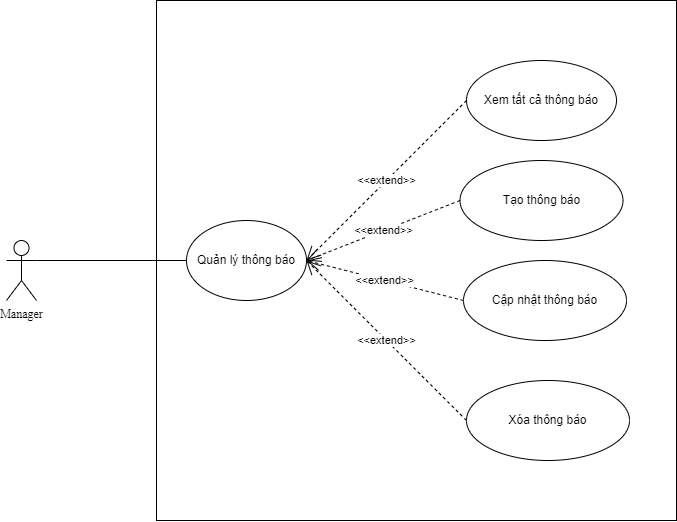 Xem tất cả thông báo
<<extend>>
Tạo thông báo
<<extend>>
Quản lý thông báo
<<extend>>
Cập nhật thông báo
Manager
<<extend>>
Xóa thông báo